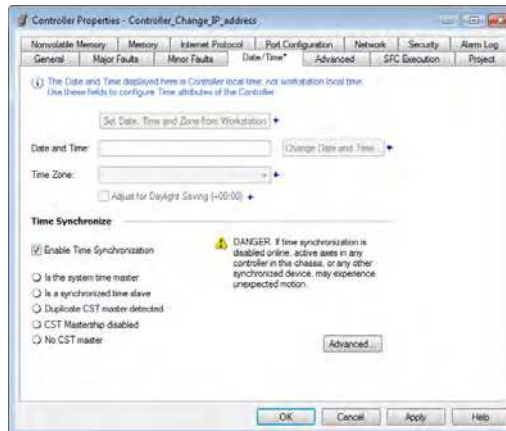 Controller Properties - Controller_Change_IP_address
Nonvolatile Memory Memory Internet Protocol Port Configuration Network Security Alarm Log
General Major Faults Minor Faults Date/Time* Advanced SFC Execution Project
The Date and Time displayed here is Controller local time, not workstation local time.
Use these fields to configure Time attributes of the Controller.
Set Date, Time and Zone from Workstation
Date and Time: Change Date and Time...
Time Zone:
Adjust for Daylight Saving (+00:00)
Time Synchronize
Enable Time Synchronization
DANGER. If time synchronization is
disabled online, active axes in any
controller in this chassis, or any other
synchronized device, may experience
unexpected motion.
Is the system time master
Is a synchronized time slave
Duplicate CST master detected
CST Mastership disabled
No CST master
Advanced...
OK Cancel Apply Help